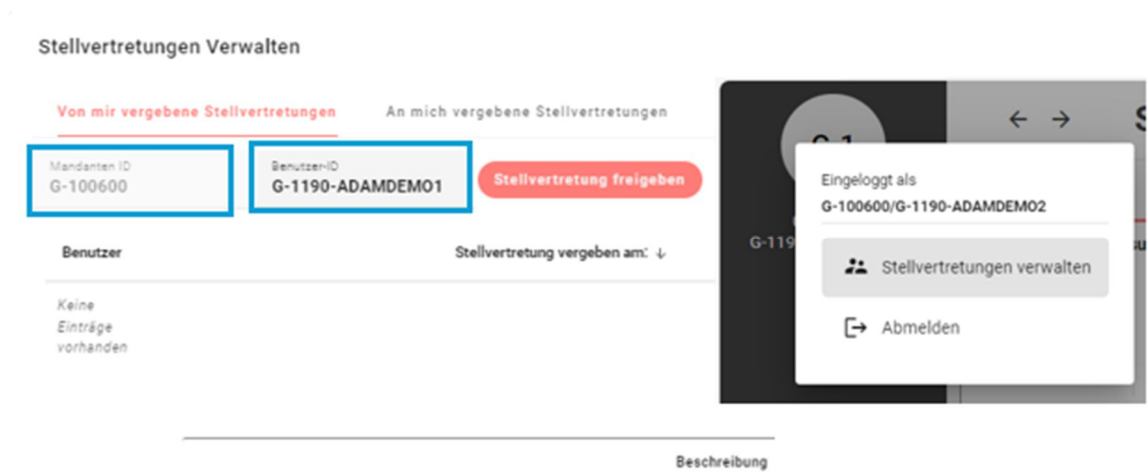 Stellvertretungen Verwalten
Von mir vergebene Stellvertretungen
An mich vergebene Stellvertretungen
Mandanten ID
G-100600
Benutzer-ID
G-1190-ADAMDEMO1
Stellvertretung freigeben
Benutzer
Stellvertretung vergeben am: ↓
Keine
Einträge
vorhanden
← →
G-119
Eingeloggt als
G-100600/G-1190-ADAMDEMO2
Stellvertretungen verwalten
Abmelden
Beschreibung